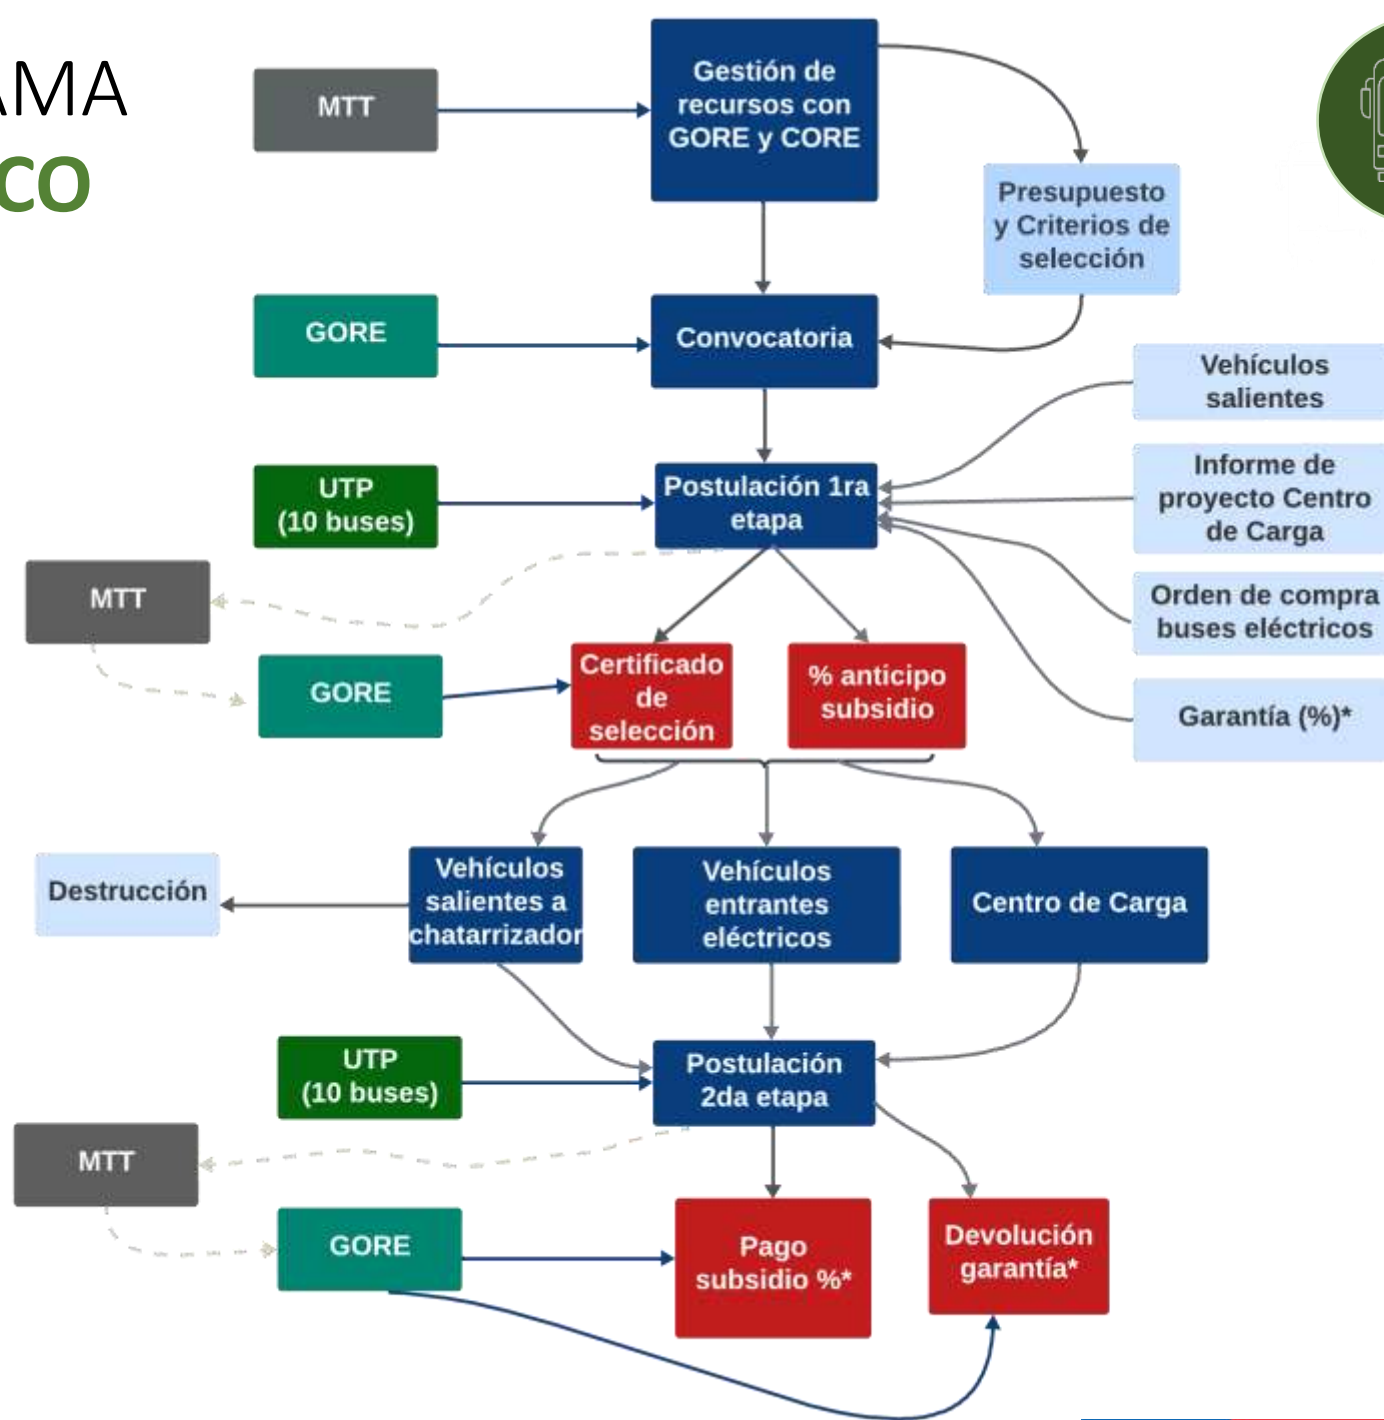 AMA
CO
MTT
Gestión de
recursos con
GORE y CORE
Presupuesto
y Criterios de
selección
GORE
Convocatoria
Vehículos
salientes
UTP
(10 buses)
Postulación 1ra
etapa
Informe de
proyecto Centro
de Carga
MTT
Orden de compra
buses eléctricos
GORE
Certificado
de
selección
% anticipo
subsidio
Garantía (%)*
Destrucción
Vehículos
salientes a
chatarrizador
Vehículos
entrantes
eléctricos
Centro de Carga
UTP
(10 buses)
Postulación
2da etapa
MTT
GORE
Pago
subsidio %*
Devolución
garantía*